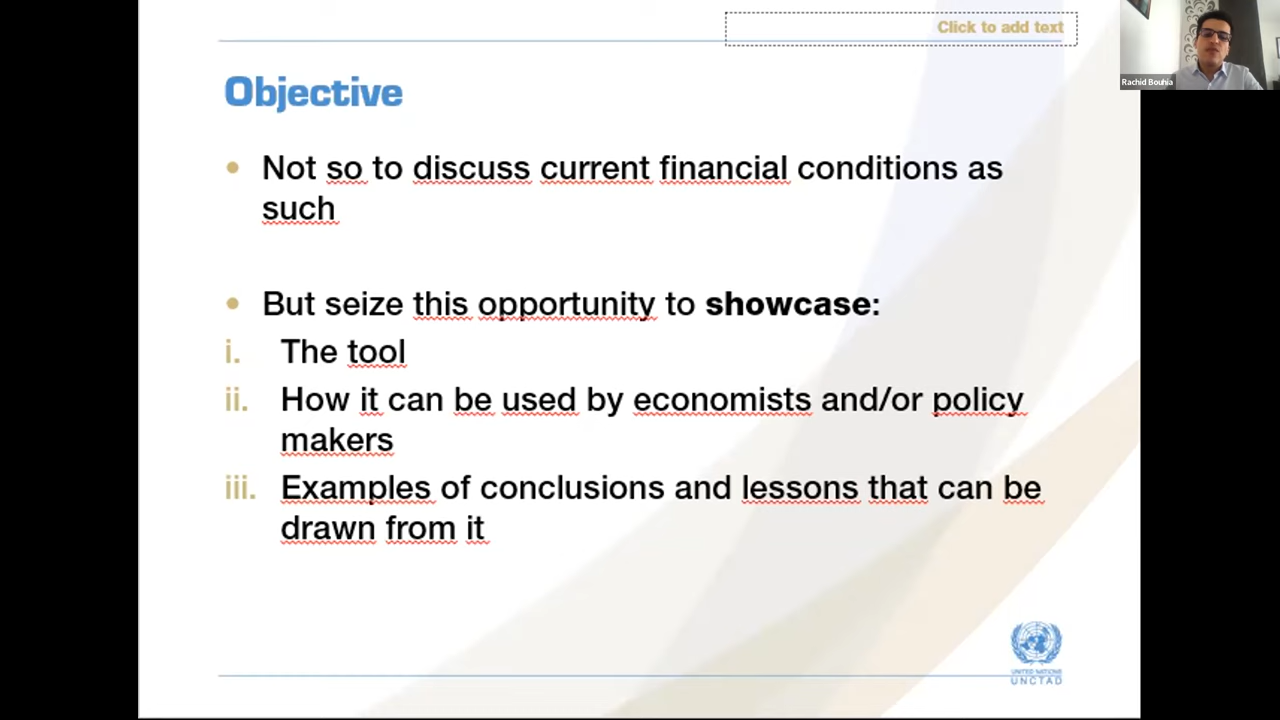 Click to add text
Rachid Bouhia
Objective
• Not so to discuss current financial conditions as
such
• But seize this opportunity to showcase:
i. The tool
ii. How it can be used by economists and/or policy
makers
iii. Examples of conclusions and lessons that can be
drawn from it
UNITED NATIONS
UNCTAD